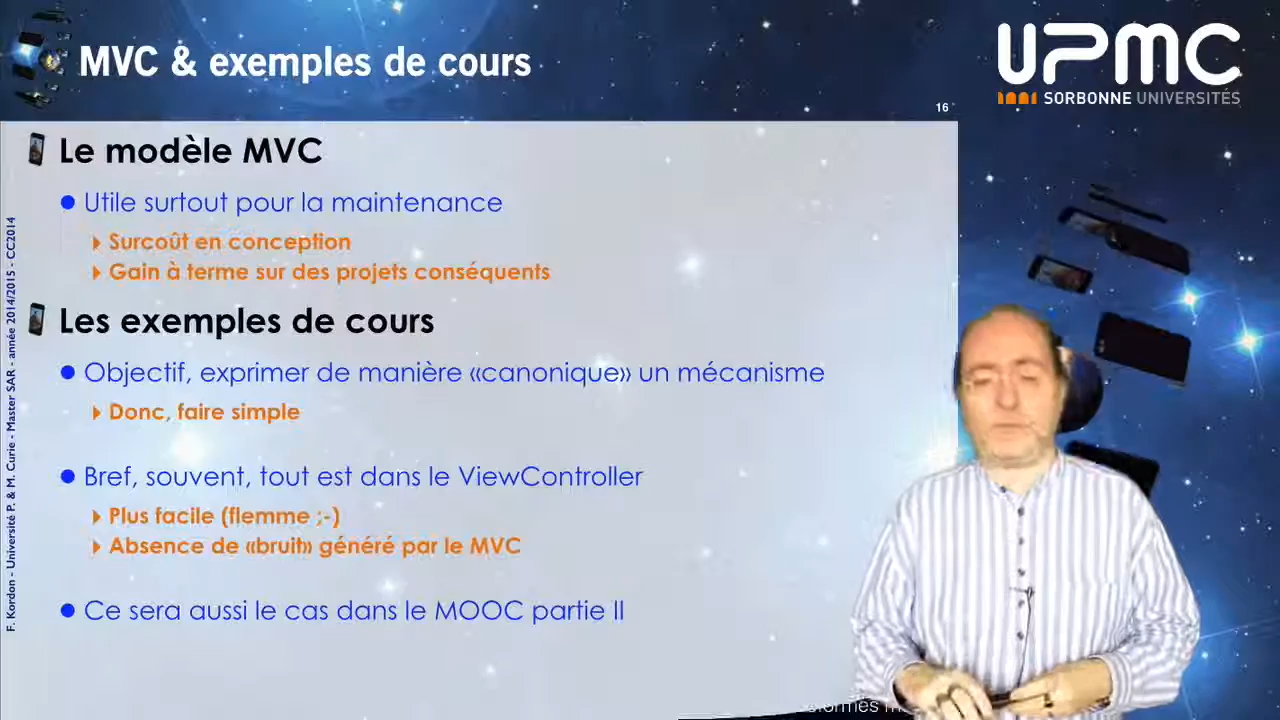 MVC & exemples de cours
UPMC
SORBONNE UNIVERSITÉS
16
Le modèle MVC
Utile surtout pour la maintenance
Surcoût en conception
Gain à terme sur des projets conséquents
Les exemples de cours
Objectif, exprimer de manière «canonique» un mécanisme
Donc, faire simple
Bref, souvent, tout est dans le ViewController
Plus facile (flemme ;-)
Absence de «bruit» généré par le MVC
Ce sera aussi le cas dans le MOOC partie II
F. Kordon - Université P. & M. Curie - Master SAR - année 2014/2015 - CC2014